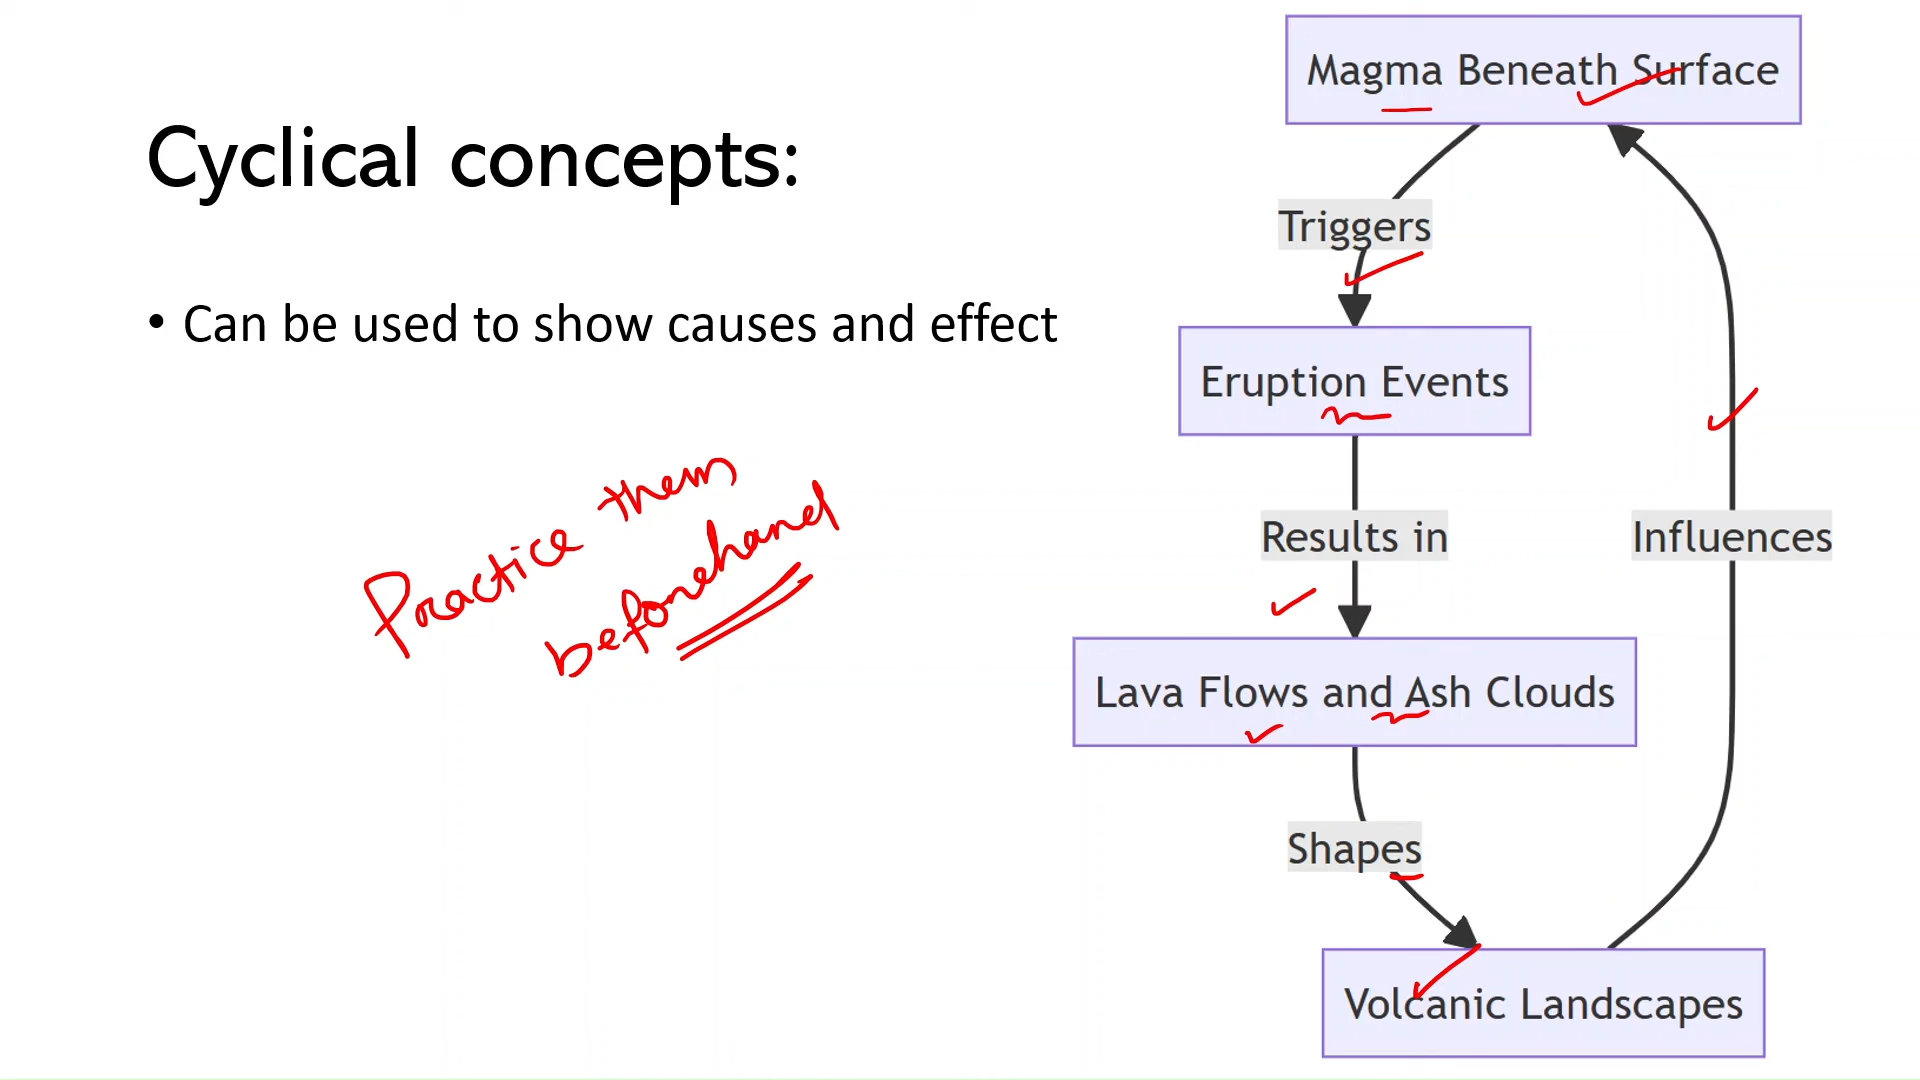 Cyclical concepts:
• Can be used to show causes and effect
Practice them
beforehand
Magma Beneath Surface
Triggers
Eruption Events
Results in
Influences
Lava Flows and Ash Clouds
Shapes
Volcanic Landscapes